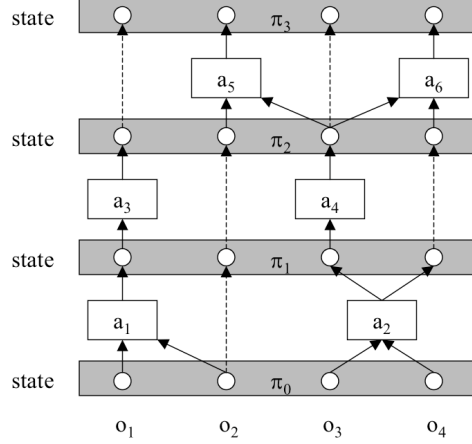 state π₃
a₅ a₆
state π₂
a₃ a₄
state π₁
a₁ a₂
state π₀
o₁ o₂ o₃ o₄